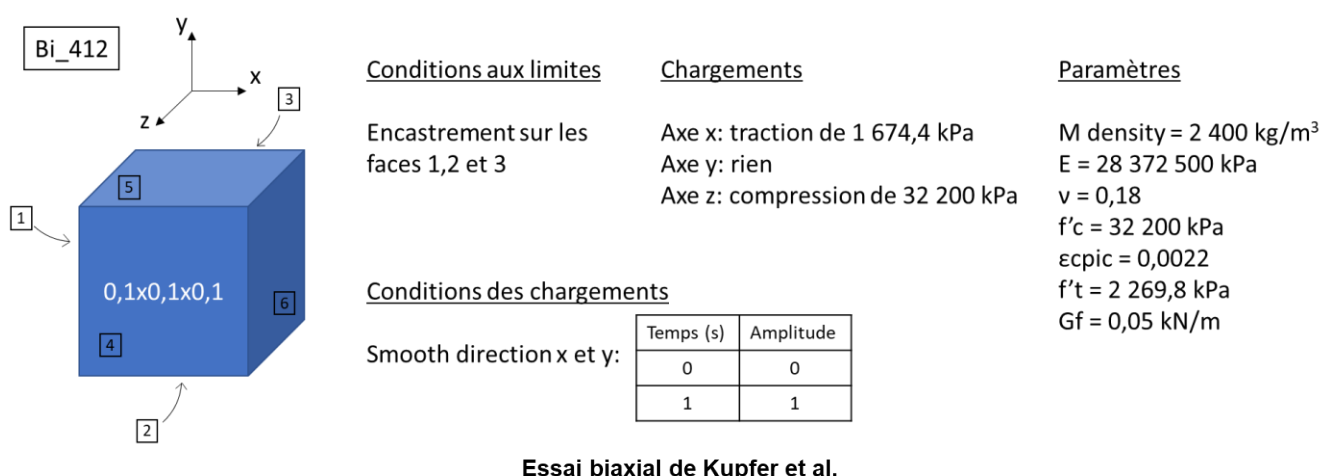 Bi_412
y
x
z
3
5
1
0,1x0,1x0,1
6
4
2
Conditions aux limites
Encastrement sur les
faces 1,2 et 3
Chargements
Axe x: traction de 1 674,4 kPa
Axe y: rien
Axe z: compression de 32 200 kPa
Paramètres
M density = 2 400 kg/m³
E = 28 372 500 kPa
ν = 0,18
f'c = 32 200 kPa
εcpic = 0,0022
f't = 2 269,8 kPa
Gf = 0,05 kN/m
Conditions des chargements
Smooth direction x et y:
Temps (s) Amplitude
0 0
1 1
Essai biaxial de Kupfer et al.